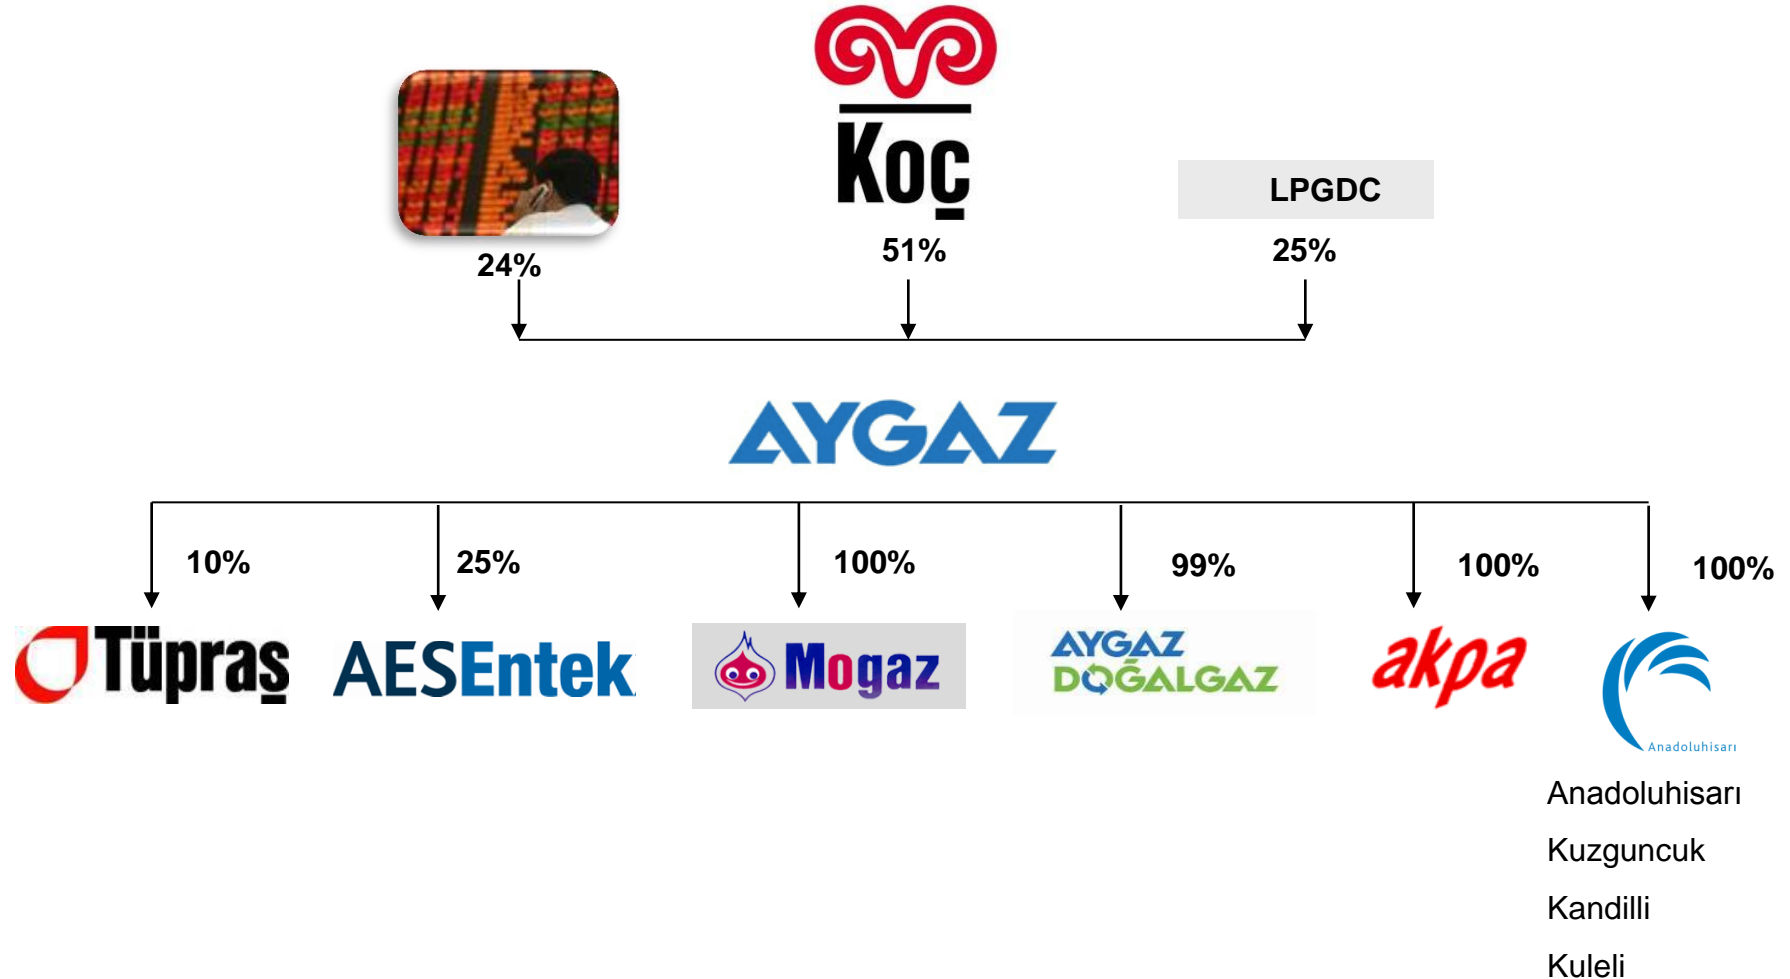 Koç
LPGDC
24%
51%
25%
AYGAZ
10%
25%
100%
99%
100%
100%
Tüpraş
AESEntek
Mogaz
AYGAZ
DOĞALGAZ
akpa
Anadoluhisarı
Anadoluhisarı
Kuzguncuk
Kandilli
Kuleli